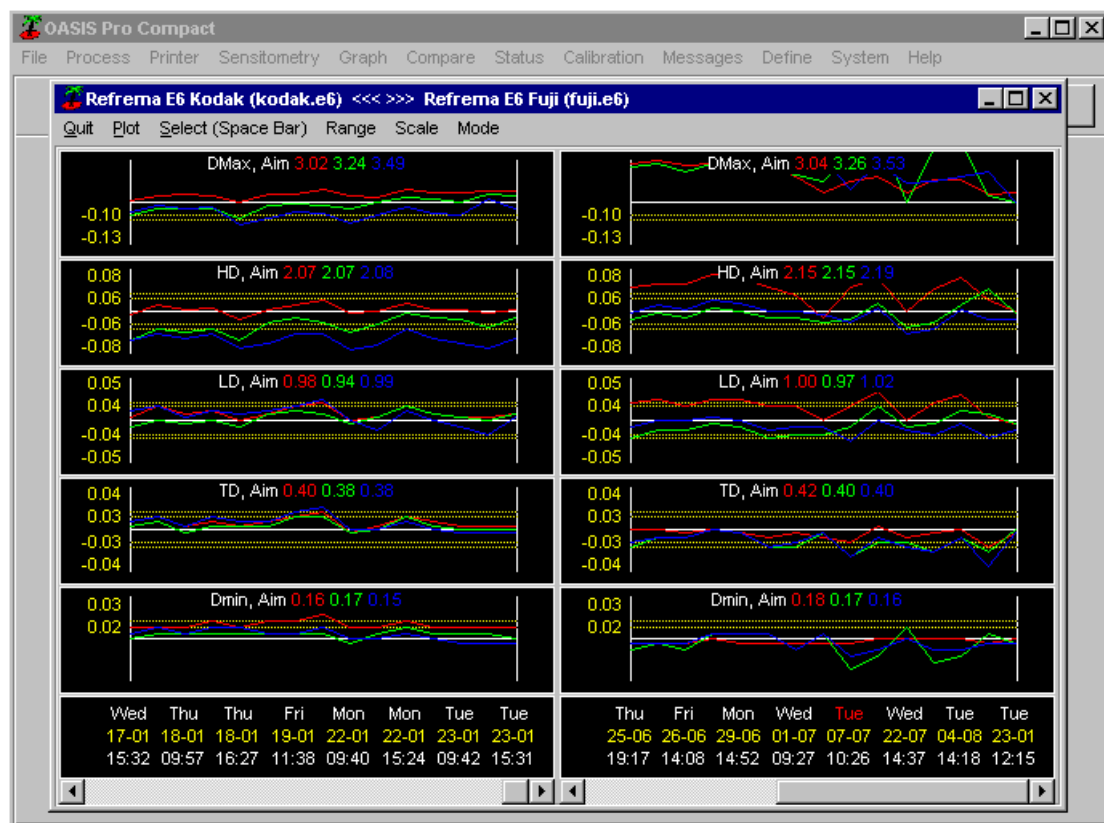 OASIS Pro Compact
File Process Printer Sensitometry Graph Compare Status Calibration Messages Define System Help
Refrema E6 Kodak (kodak.e6) <<< >>> Refrema E6 Fuji (fuji.e6)
Quit Plot Select (Space Bar) Range Scale Mode
DMax, Aim 3.02 3.24 3.49
-0.10
-0.13
HD, Aim 2.07 2.07 2.08
0.08
0.06
-0.06
-0.08
LD, Aim 0.98 0.94 0.99
0.05
0.04
-0.04
-0.05
TD, Aim 0.40 0.38 0.38
0.04
0.03
-0.03
-0.04
Dmin, Aim 0.16 0.17 0.15
0.03
0.02
Wed Thu Thu Fri Mon Mon Tue Tue
17-01 18-01 18-01 19-01 22-01 22-01 23-01 23-01
15:32 09:57 16:27 11:38 09:40 15:24 09:42 15:31
DMax, Aim 3.04 3.26 3.53
-0.10
-0.13
HD, Aim 2.15 2.15 2.19
0.08
0.06
-0.06
-0.08
LD, Aim 1.00 0.97 1.02
0.05
0.04
-0.04
-0.05
TD, Aim 0.42 0.40 0.40
0.04
0.03
-0.03
-0.04
Dmin, Aim 0.18 0.17 0.16
0.03
0.02
Thu Fri Mon Wed Tue Wed Tue Tue
25-06 26-06 29-06 01-07 07-07 22-07 04-08 23-01
19:17 14:08 14:52 09:27 10:26 14:37 14:18 12:15